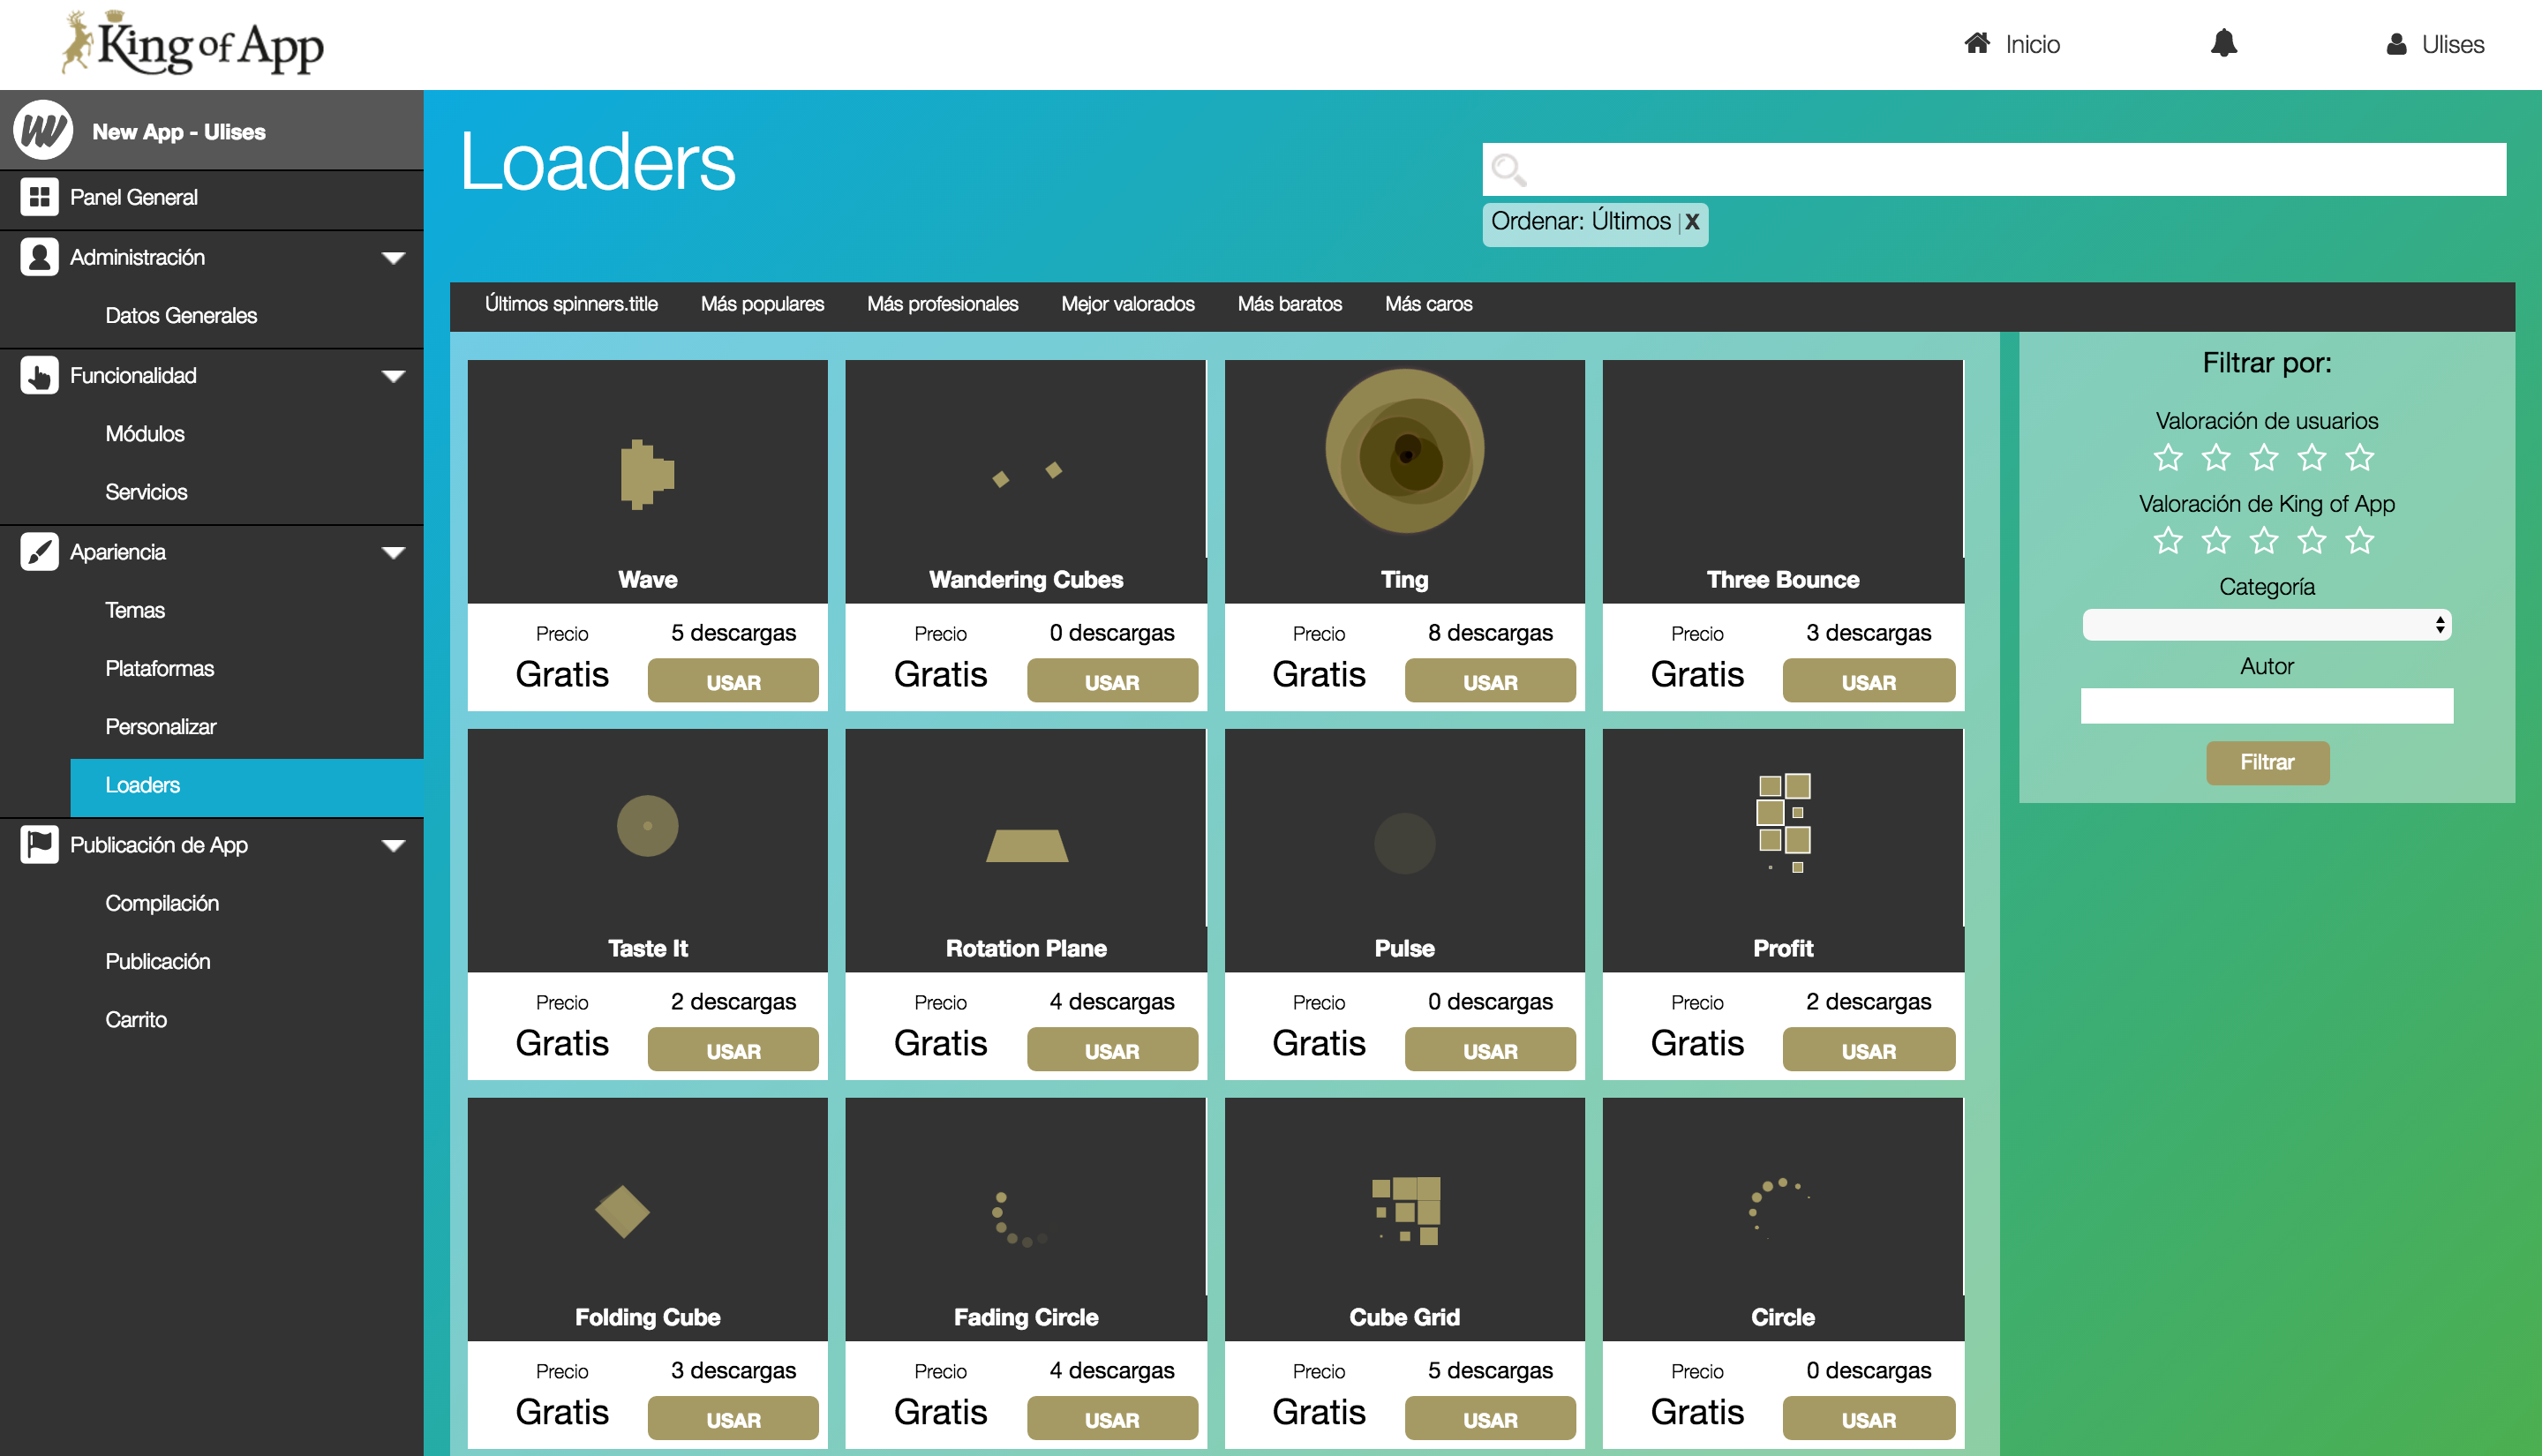 King of App
Inicio
Ulises
New App - Ulises
Panel General
Administración
Datos Generales
Funcionalidad
Módulos
Servicios
Apariencia
Temas
Plataformas
Personalizar
Loaders
Publicación de App
Compilación
Publicación
Carrito
Loaders
Ordenar: Últimos | X
Últimos spinners.title Más populares Más profesionales Mejor valorados Más baratos Más caros
Wave Wandering Cubes Ting Three Bounce
Precio 5 descargas Precio 0 descargas Precio 8 descargas Precio 3 descargas
Gratis USAR Gratis USAR Gratis USAR Gratis USAR
Taste It Rotation Plane Pulse Profit
Precio 2 descargas Precio 4 descargas Precio 0 descargas Precio 2 descargas
Gratis USAR Gratis USAR Gratis USAR Gratis USAR
Folding Cube Fading Circle Cube Grid Circle
Precio 3 descargas Precio 4 descargas Precio 5 descargas Precio 0 descargas
Gratis USAR Gratis USAR Gratis USAR Gratis USAR
Filtrar por:
Valoración de usuarios
Valoración de King of App
Categoría
Autor
Filtrar